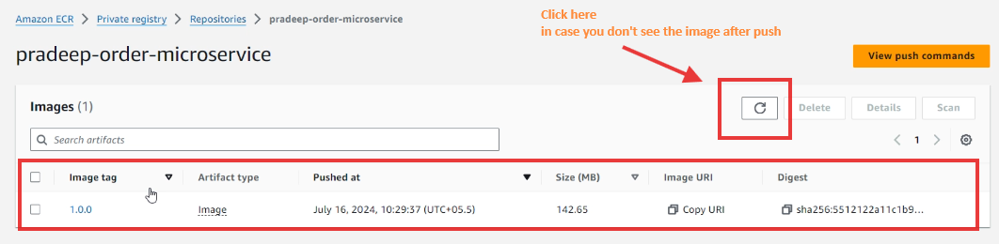 Amazon ECR > Private registry > Repositories > pradeep-order-microservice
Click here
in case you don't see the image after push
pradeep-order-microservice
View push commands
Images (1)
Delete
Details
Scan
Search artifacts
1
Image tag
Artifact type
Pushed at
Size (MB)
Image URI
Digest
1.0.0
Image
July 16, 2024, 10:29:37 (UTC+05.5)
142.65
Copy URI
sha256:5512122a11c1b9...